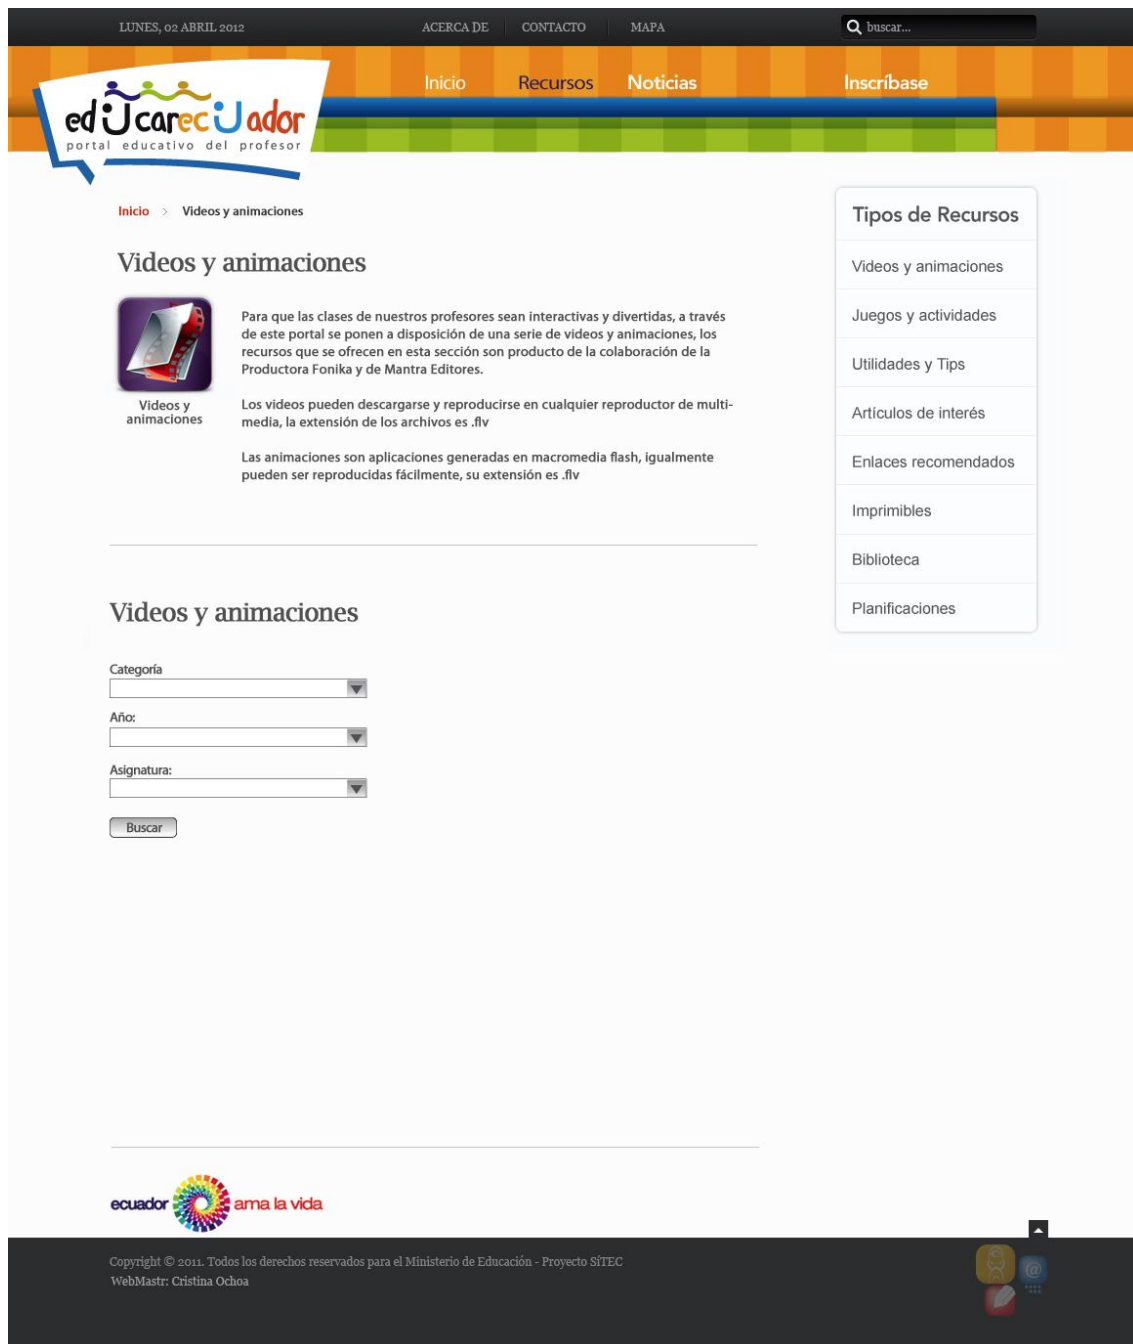 LUNES, 02 ABRIL 2012
ACERCA DE
CONTACTO
MAPA
buscar...
Inicio
Recursos
Noticias
Inscríbase
educarecuador
portal educativo del profesor
Inicio > Videos y animaciones
Videos y animaciones
Para que las clases de nuestros profesores sean interactivas y divertidas, a través
de este portal se ponen a disposición de una serie de videos y animaciones, los
recursos que se ofrecen en esta sección son producto de la colaboración de la
Productora Fonika y de Mantra Editores.
Los videos pueden descargarse y reproducirse en cualquier reproductor de multi-
media, la extensión de los archivos es .flv
Las animaciones son aplicaciones generadas en macromedia flash, igualmente
pueden ser reproducidas fácilmente, su extensión es .flv
Videos y
animaciones
Tipos de Recursos
Videos y animaciones
Juegos y actividades
Utilidades y Tips
Artículos de interés
Enlaces recomendados
Imprimibles
Biblioteca
Planificaciones
Videos y animaciones
Categoría
Año:
Asignatura:
Buscar
ecuador ama la vida
Copyright © 2011. Todos los derechos reservados para el Ministerio de Educación - Proyecto SíTEC
WebMastr: Cristina Ochoa
@